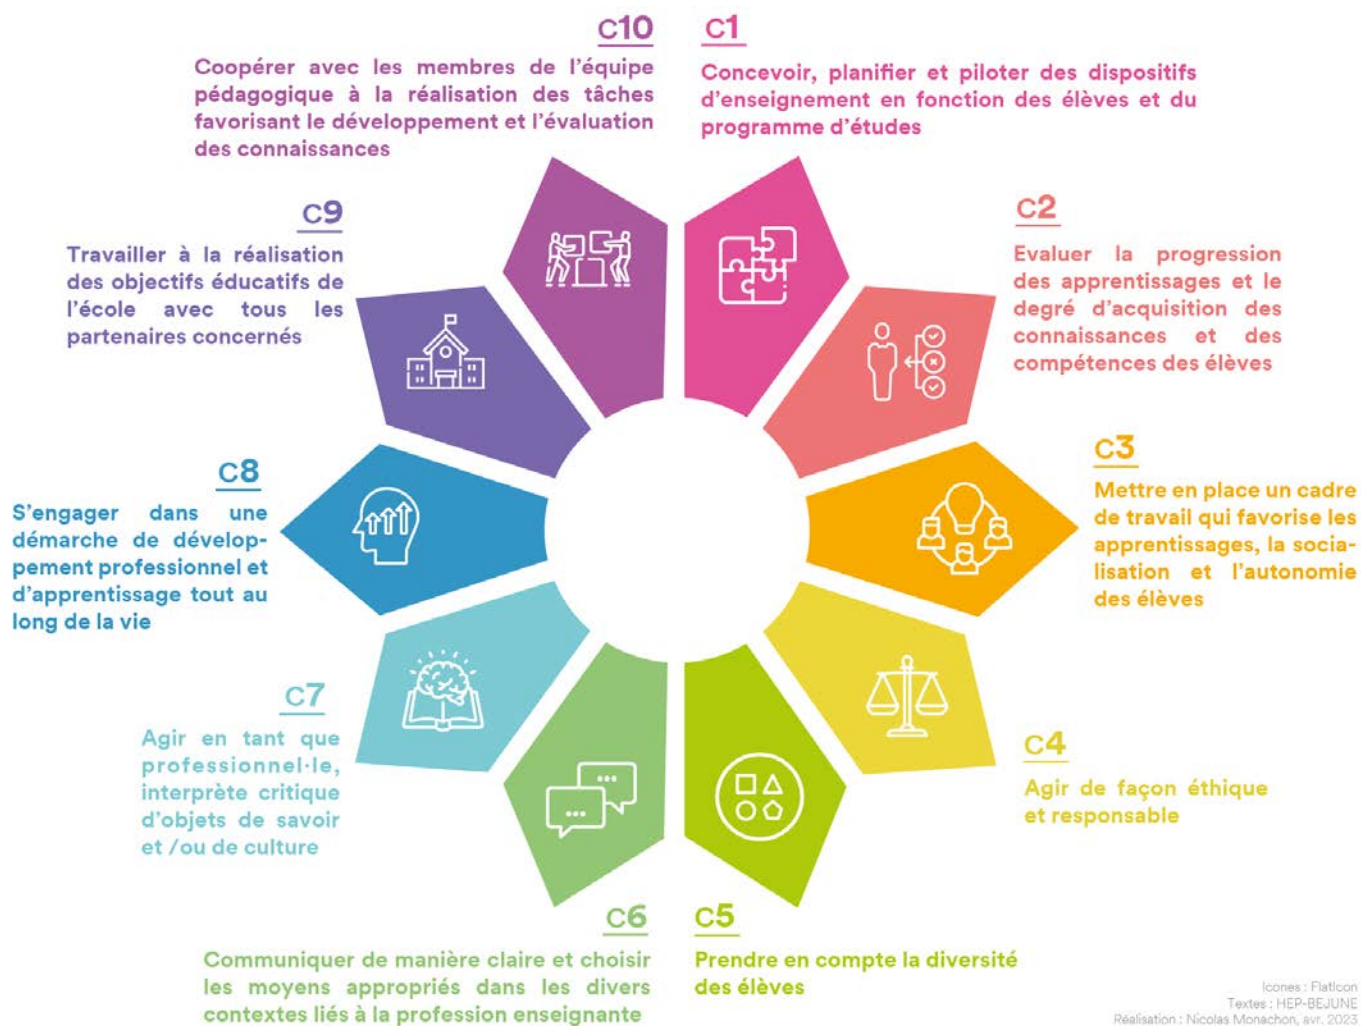 C10
Coopérer avec les membres de l'équipe
pédagogique à la réalisation des tâches
favorisant le développement et l'évaluation
des connaissances
C1
Concevoir, planifier et piloter des dispositifs
d'enseignement en fonction des élèves et du
programme d'études
C2
Evaluer la progression
des apprentissages et le
degré d'acquisition des
connaissances et des
compétences des élèves
C3
Mettre en place un cadre
de travail qui favorise les
apprentissages, la socia-
lisation et l'autonomie
des élèves
C4
Agir de façon éthique
et responsable
C5
Prendre en compte la diversité
des élèves
C6
Communiquer de manière claire et choisir
les moyens appropriés dans les divers
contextes liés à la profession enseignante
C7
Agir en tant que
professionnel·le,
interprète critique
d'objets de savoir
et /ou de culture
C8
S'engager dans une
démarche de dévelop-
pement professionnel et
d'apprentissage tout au
long de la vie
C9
Travailler à la réalisation
des objectifs éducatifs de
l'école avec tous les
partenaires concernés
Icones : FlatIcon
Textes : HEP-BEJUNE
Réalisation : Nicolas Monachon, avr. 2023